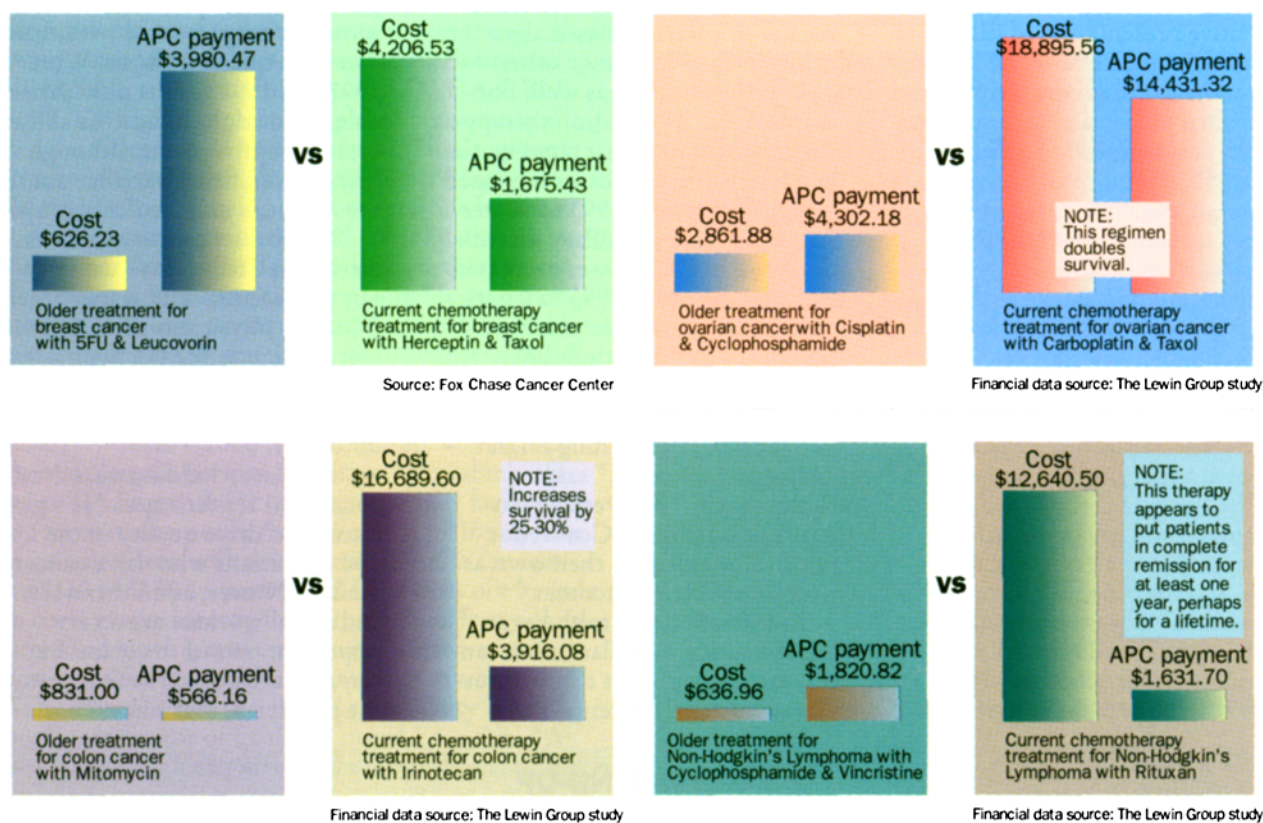 APC payment
$3,980.47
Cost
$626.23
Older treatment for
breast cancer
with 5FU & Leucovorin
vs
Cost
$4,206.53
APC payment
$1,675.43
Current chemotherapy
treatment for breast cancer
with Herceptin & Taxol
Source: Fox Chase Cancer Center
Cost
$2,861.88
APC payment
$4,302.18
Older treatment for
ovarian cancerwith Cisplatin
& Cyclophosphamide
vs
Cost
$18,895.56
APC payment
$14,431.32
NOTE:
This regimen
doubles
survival.
Current chemotherapy
treatment for ovarian cancer
with Carboplatin & Taxol
Financial data source: The Lewin Group study
Cost
$831.00
APC payment
$566.16
Older treatment
for colon cancer
with Mitomycin
vs
Cost
$16,689.60
NOTE:
Increases
survival by
25-30%
APC payment
$3,916.08
Current chemotherapy
treatment for colon cancer
with Irinotecan
Financial data source: The Lewin Group study
Cost
$636.96
APC payment
$1,820.82
Older treatment for
Non-Hodgkin's Lymphoma with
Cyclophosphamide & Vincristine
vs
Cost
$12,640.50
NOTE:
This therapy
appears to
put patients
in complete
remission for
at least one
year, perhaps
for a lifetime.
APC payment
$1,631.70
Current chemotherapy
treatment for Non-Hodgkin's
Lymphoma with Rituxan
Financial data source: The Lewin Group study